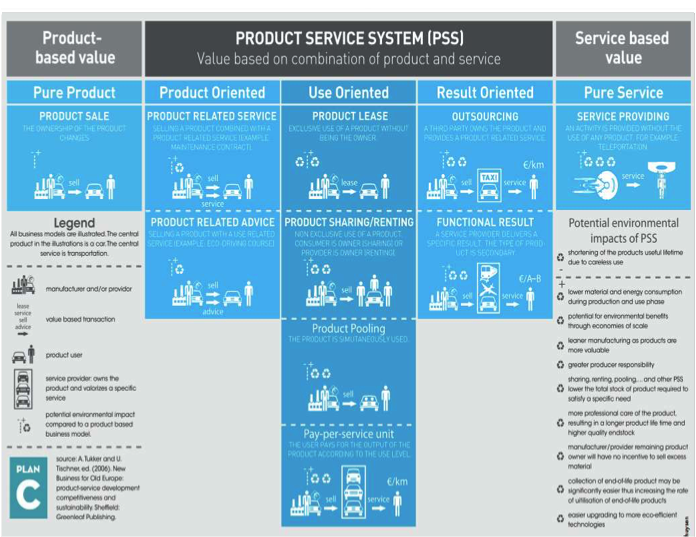 Product-
based value
PRODUCT SERVICE SYSTEM (PSS)
Value based on combination of product and service
Service based
value
Pure Product
Product Oriented
Use Oriented
Result Oriented
Pure Service
PRODUCT SALE
THE OWNERSHIP OF THE PRODUCT
CHANGES
sell
PRODUCT RELATED SERVICE
SELLING A PRODUCT COMBINED WITH A
PRODUCT RELATED SERVICE (EXAMPLE,
MAINTENANCE CONTRACT)
sell
service
PRODUCT LEASE
EXCLUSIVE USE OF A PRODUCT WITHOUT
BEING THE OWNER
lease
OUTSOURCING
A THIRD PARTY OWNS THE PRODUCT AND
PROVIDES A PRODUCT RELATED SERVICE
€/km
sell
TAXI
service
SERVICE PROVIDING
AN ACTIVITY IS PROVIDED WITHOUT THE
USE OF ANY PRODUCT, FOR EXAMPLE
TELEPORTATION
service
PRODUCT RELATED ADVICE
SELLING A PRODUCT WITH A USE RELATED
SERVICE (EXAMPLE, ECO-DRIVING COURSE)
sell
advice
PRODUCT SHARING/RENTING
NON EXCLUSIVE USE OF A PRODUCT
CONSUMER IS OWNER (SHARING) OR
PROVIDER IS OWNER (RENTING)
sell
FUNCTIONAL RESULT
A SERVICE PROVIDER DELIVERS A
SPECIFIC RESULT, THE TYPE OF PROD-
UCT IS SECONDARY
€/A-B
sell
service
Product Pooling
THE PRODUCT IS SIMUTANEOUSLY USED
sell
Pay-per-service unit
THE USER PAYS FOR THE OUTPUT OF THE
PRODUCT ACCORDING TO THE USE LEVEL
€/km
sell
service
Legend
All business models are illustrated. The central
product in the illustrations is a car. The central
service is transportation.
manufacturer and/or provider
lease
service
sell
advice
value based transaction
product user
service provider: owns the
product and valorizes a specific
service
potential environmental impact
compared to a product based
business model.
PLAN
C
source: A. Tukker and U.
Tischner, ed. (2006). New
Business for Old Europe:
product-service development
competitiveness and
sustainability. Sheffield:
Greenleaf Publishing.
Potential environmental
impacts of PSS
shortening of the products useful lifetime
due to careless use
-
+
lower material and energy consumption
during production and use phase
potential for environmental benefits
through economies of scale
leaner manufacturing as products are
more valuable
greater producer responsibility
sharing, renting, pooling... and other PSS
lower the total stock of product required to
satisfy a specific need
more professional care of the product,
resulting in a longer product life time and
higher quality endstock
manufacturer/provider remaining product
owner will have no incentive to sell excess
material
collection of end-of-life product may be
significantly easier thus increasing the rate
of utilisation of end-of-life products
easier upgrading to more eco-efficient
technologies